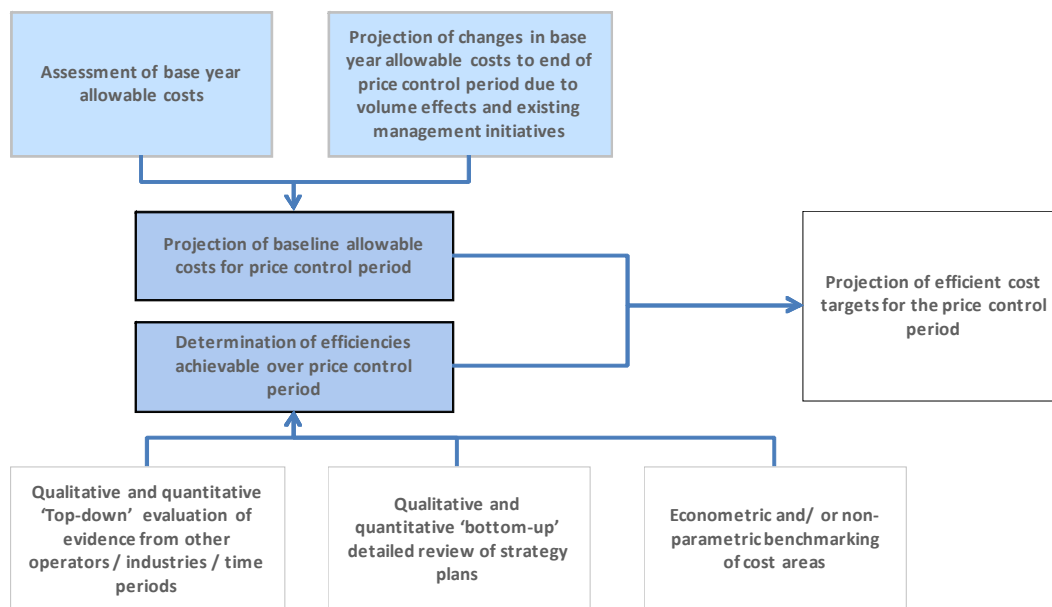 Assessment of base year
allowable costs
Projection of changes in base
year allowable costs to end of
price control period due to
volume effects and existing
management initiatives
Projection of baseline allowable
costs for price control period
Determination of efficiencies
achievable over price control
period
Projection of efficient cost
targets for the price control
period
Qualitative and quantitative
‘Top-down’ evaluation of
evidence from other
operators / industries / time
periods
Qualitative and
quantitative ‘bottom-up’
detailed review of strategy
plans
Econometric and/ or non-
parametric benchmarking
of cost areas